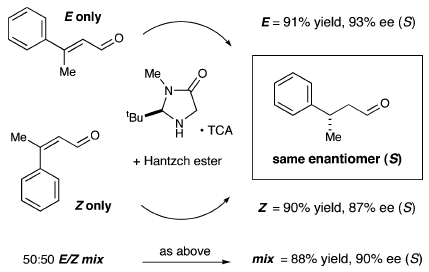 E only
E = 91% yield, 93% ee (S)
O
Me
Me
N
O
tBu
N
H
• TCA
O
Me
same enantiomer (S)
Me
O
+ Hantzch ester
Z only
Z = 90% yield, 87% ee (S)
50:50 E/Z mix
as above
mix = 88% yield, 90% ee (S)